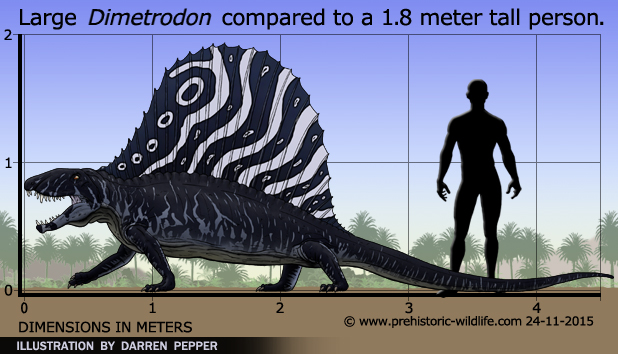 Large Dimetrodon compared to a 1.8 meter tall person.
2
1
0
0 1 2 3 4
DIMENSIONS IN METERS
© www.prehistoric-wildlife.com 24-11-2015
ILLUSTRATION BY DARREN PEPPER